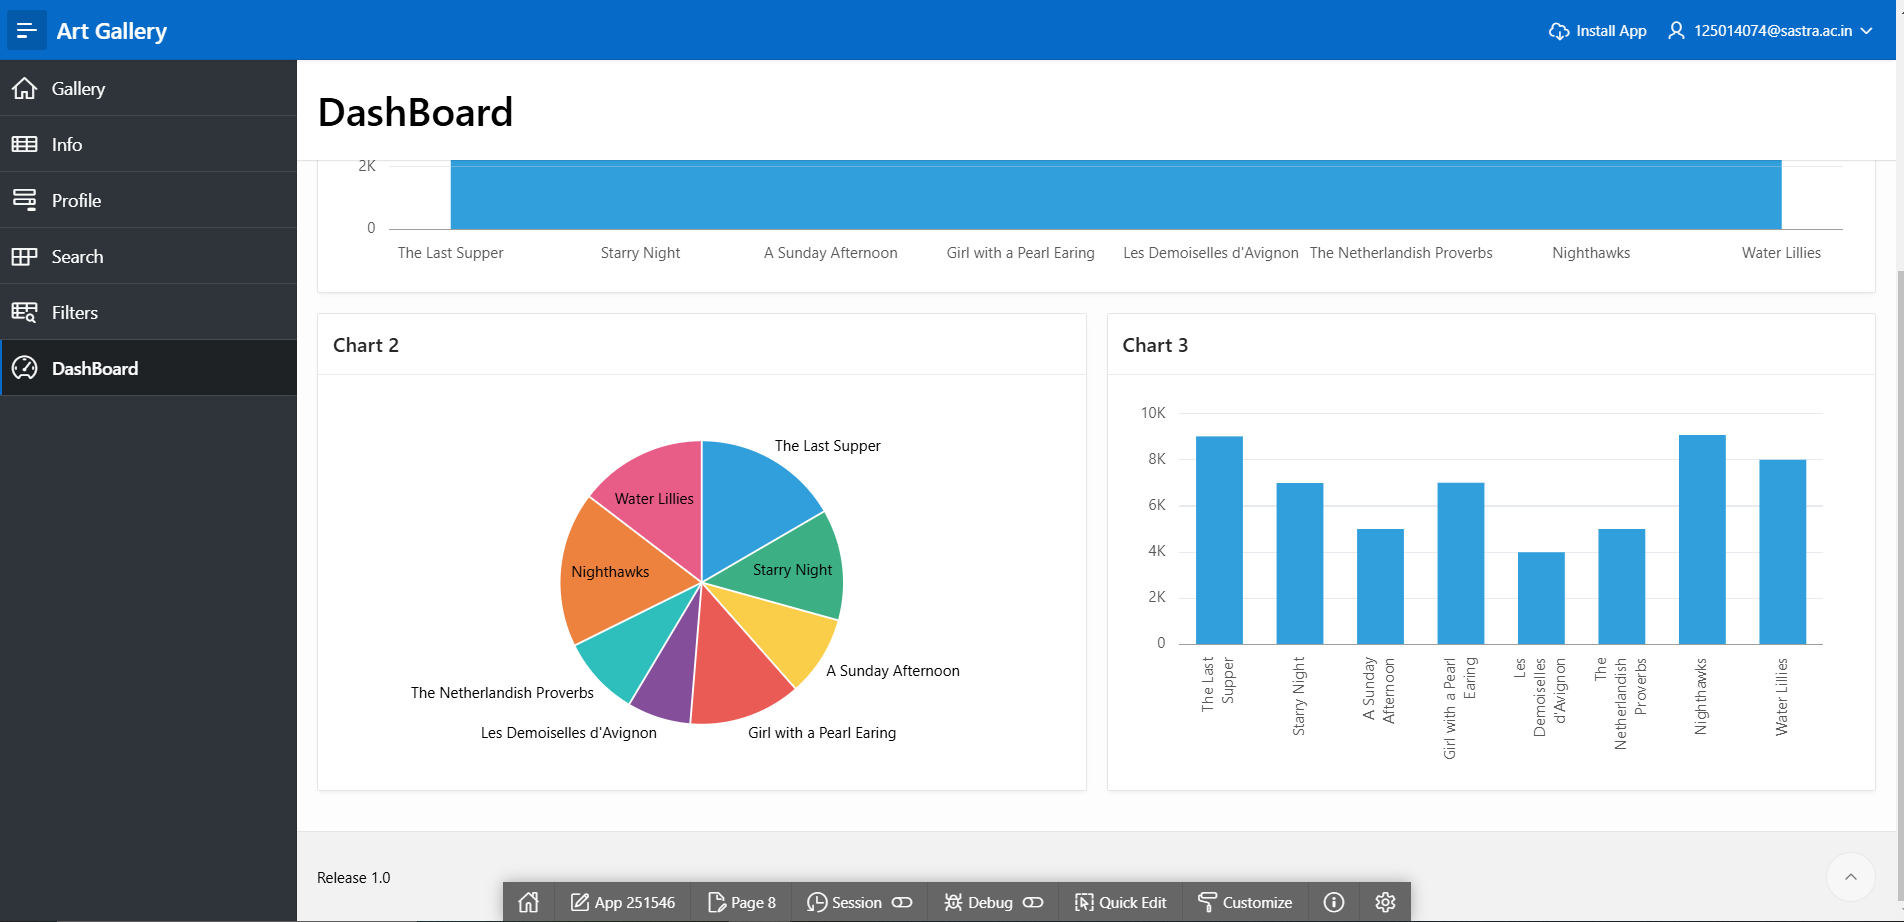 Art Gallery
Install App
125014074@sastra.ac.in
Gallery
Info
Profile
Search
Filters
DashBoard
DashBoard
2K
0
The Last Supper
Starry Night
A Sunday Afternoon
Girl with a Pearl Earing
Les Demoiselles d'Avignon
The Netherlandish Proverbs
Nighthawks
Water Lillies
Chart 2
The Last Supper
Water Lillies
Starry Night
Nighthawks
A Sunday Afternoon
The Netherlandish Proverbs
Les Demoiselles d'Avignon
Girl with a Pearl Earing
Chart 3
10K
8K
6K
4K
2K
0
The Last
Supper
Starry Night
A Sunday
Afternoon
Girl with a Pearl
Earing
Les
Demoiselles
d'Avignon
The
Netherlandish
Proverbs
Nighthawks
Water Lillies
Release 1.0
App 251546
Page 8
Session
Debug
Quick Edit
Customize